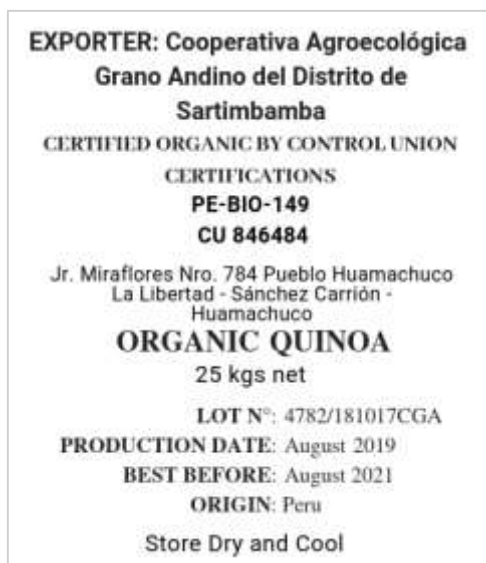 EXPORTER: Cooperativa Agroecológica
Grano Andino del Distrito de
Sartimbamba
CERTIFIED ORGANIC BY CONTROL UNION
CERTIFICATIONS
PE-BIO-149
CU 846484
Jr. Miraflores Nro. 784 Pueblo Huamachuco
La Libertad - Sánchez Carrión -
Huamachuco
ORGANIC QUINOA
25 kgs net
LOT N°: 4782/181017CGA
PRODUCTION DATE: August 2019
BEST BEFORE: August 2021
ORIGIN: Peru
Store Dry and Cool